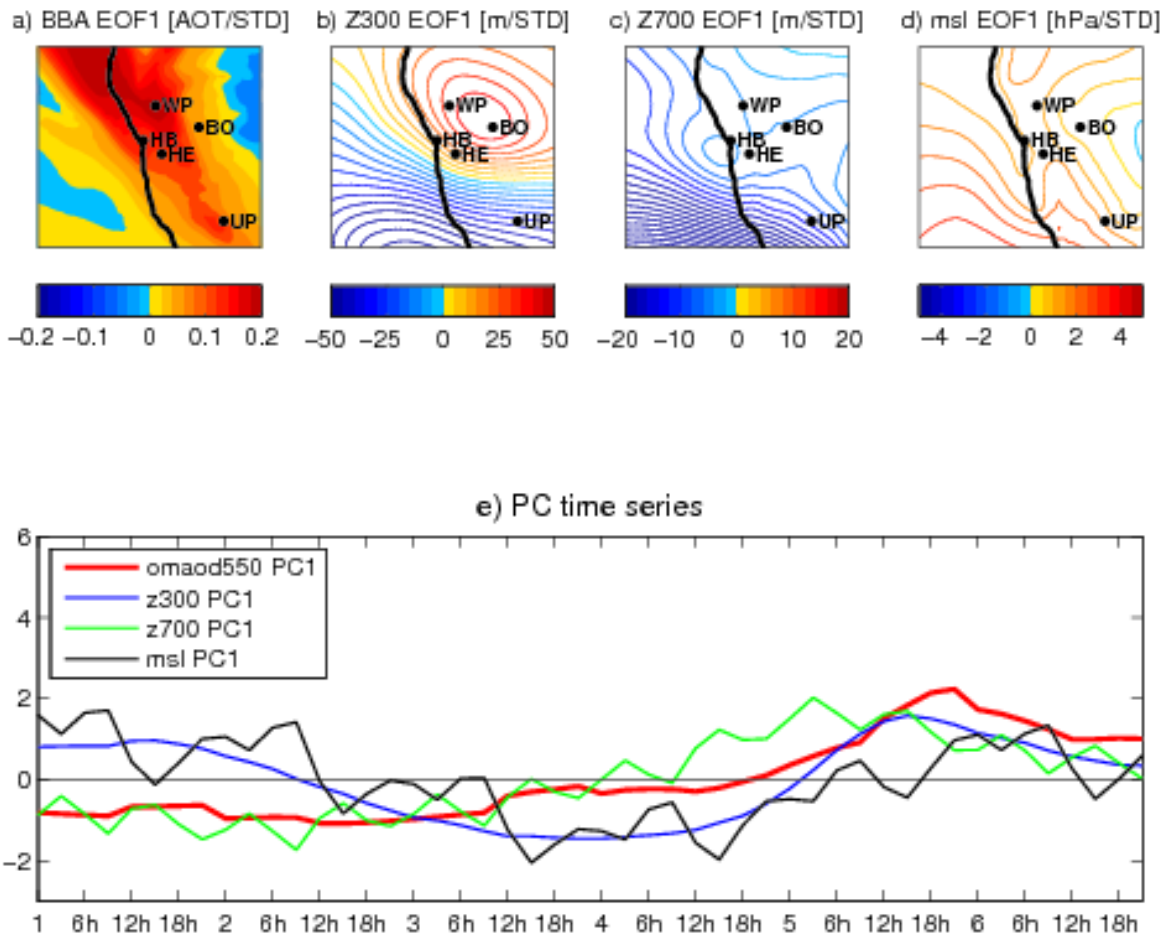 a) BBA EOF1 [AOT/STD]
b) Z300 EOF1 [m/STD]
c) Z700 EOF1 [m/STD]
d) msl EOF1 [hPa/STD]
WP
BO
HB
HE
UP
WP
BO
HB
HE
UP
WP
BO
HB
HE
UP
WP
BO
HB
HE
UP
−0.2 −0.1 0 0.1 0.2
−50 −25 0 25 50
−20 −10 0 10 20
−4 −2 0 2 4
e) PC time series
6
4
2
0
−2
omaod550 PC1
z300 PC1
z700 PC1
msl PC1
1 6h 12h 18h 2 6h 12h 18h 3 6h 12h 18h 4 6h 12h 18h 5 6h 12h 18h 6 6h 12h 18h